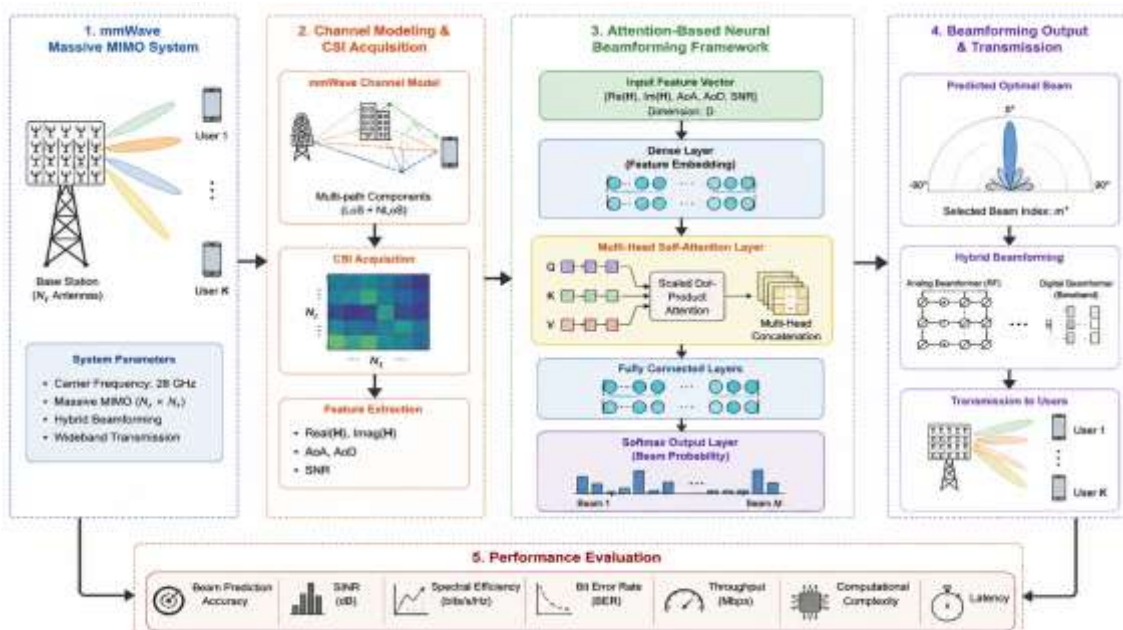 1. mmWave
Massive MIMO System
User 1
User K
Base Station
(Nt Antennas)
System Parameters
• Carrier Frequency: 28 GHz
• Massive MIMO (Nt × Nr)
• Hybrid Beamforming
• Wideband Transmission
2. Channel Modeling &
CSI Acquisition
mmWave Channel Model
Multi-path Components
(LoS + NLoS)
CSI Acquisition
Nr
Nt
Feature Extraction
• Real(H), Imag(H)
• AoA, AoD
• SNR
3. Attention-Based Neural
Beamforming Framework
Input Feature Vector
(Re(H), Im(H), AoA, AoD, SNR)
Dimension: D
Dense Layer
(Feature Embedding)
Multi-Head Self-Attention Layer
Q
K
V
Scaled Dot-
Product
Attention
Multi-Head
Concatenation
Fully Connected Layers
Softmax Output Layer
(Beam Probability)
Beam 1
Beam M
4. Beamforming Output
& Transmission
Predicted Optimal Beam
0°
-90°
90°
Selected Beam Index: m*
Hybrid Beamforming
Analog Beamformer (RF)
Digital Beamformer
(Baseband)
Transmission to Users
User 1
User K
5. Performance Evaluation
Beam Prediction
Accuracy
SINR
(dB)
Spectral Efficiency
(bits/s/Hz)
Bit Error Rate
(BER)
Throughput
(Mbps)
Computational
Complexity
Latency